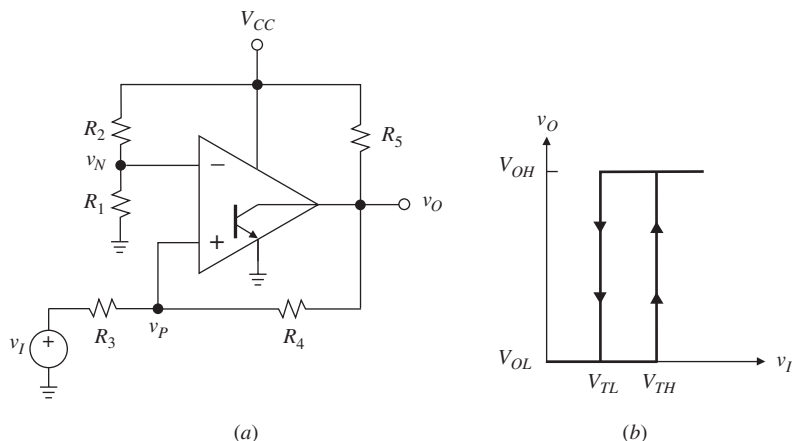 V_CC
R_2
R_5
v_N
−
R_1
v_O
+
R_3
v_P
R_4
v_I
+
(a)
v_O
V_OH
V_OL
V_TL
V_TH
v_I
(b)